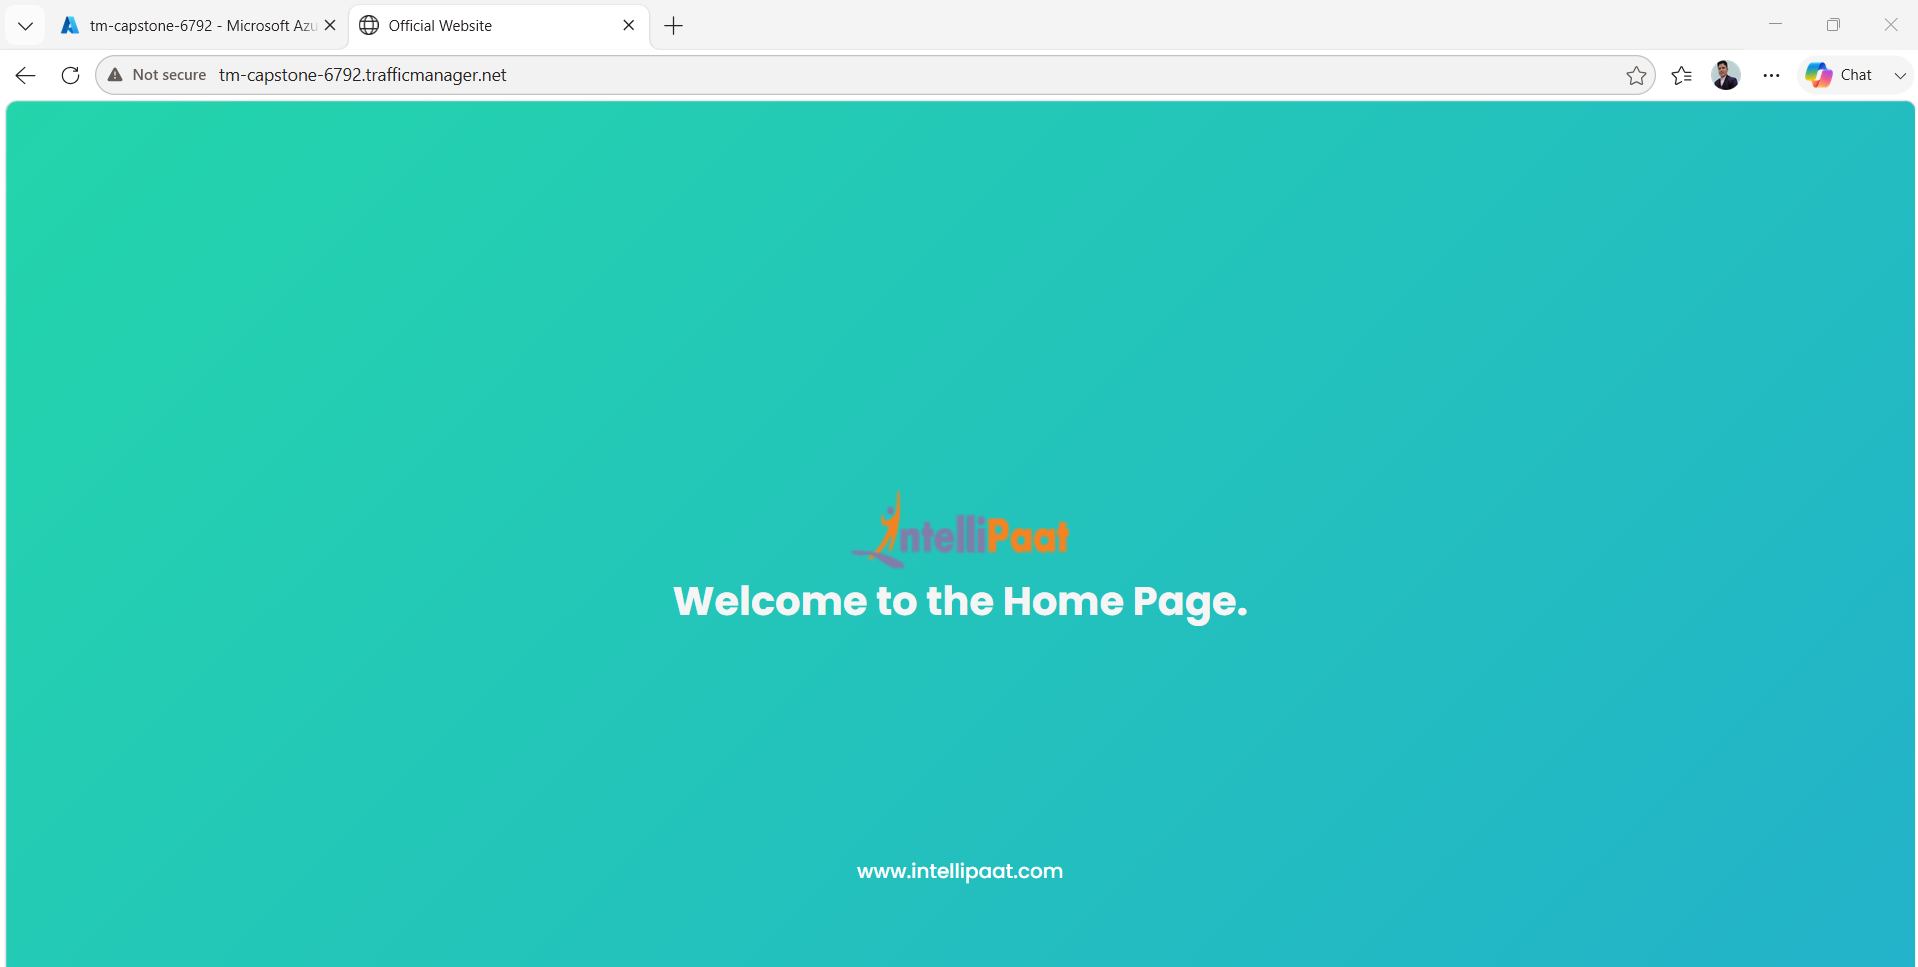 tm-capstone-6792 - Microsoft Azu
Official Website
Not secure
tm-capstone-6792.trafficmanager.net
Chat
IntelliPaat
Welcome to the Home Page.
www.intellipaat.com